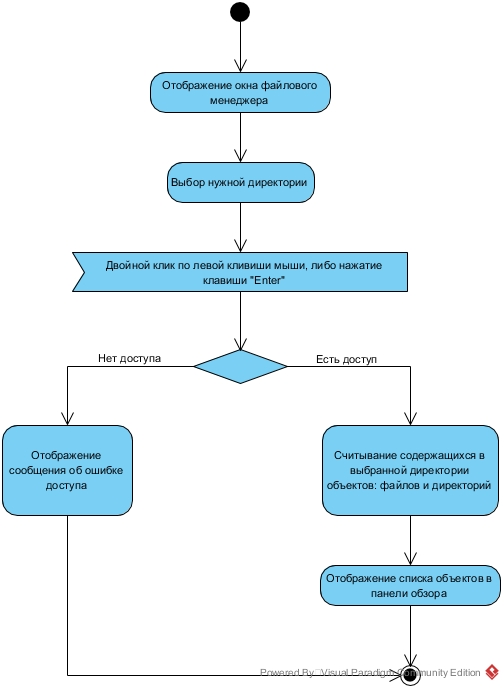 Отображение окна файлового
менеджера
Выбор нужной директории
Двойной клик по левой кливиши мыши, либо нажатие
клавиши "Enter"
Нет доступа
Есть доступ
Отображение
сообщения об ошибке
доступа
Считывание содержащихся в
выбранной директории
объектов: файлов и директорий
Отображение списка объектов в
панели обзора
Powered By Visual Paradigm Community Edition